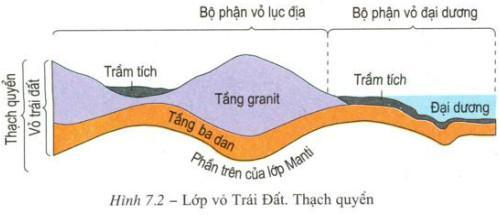 Bộ phận vỏ lục địa
Bộ phận vỏ đại dương
Thạch quyển
Vỏ trái đất
Trầm tích
Tầng granit
Trầm tích
Đại dương
Tầng ba dan
Phần trên của lớp Manti
Hình 7.2 – Lớp vỏ Trái Đất. Thạch quyển